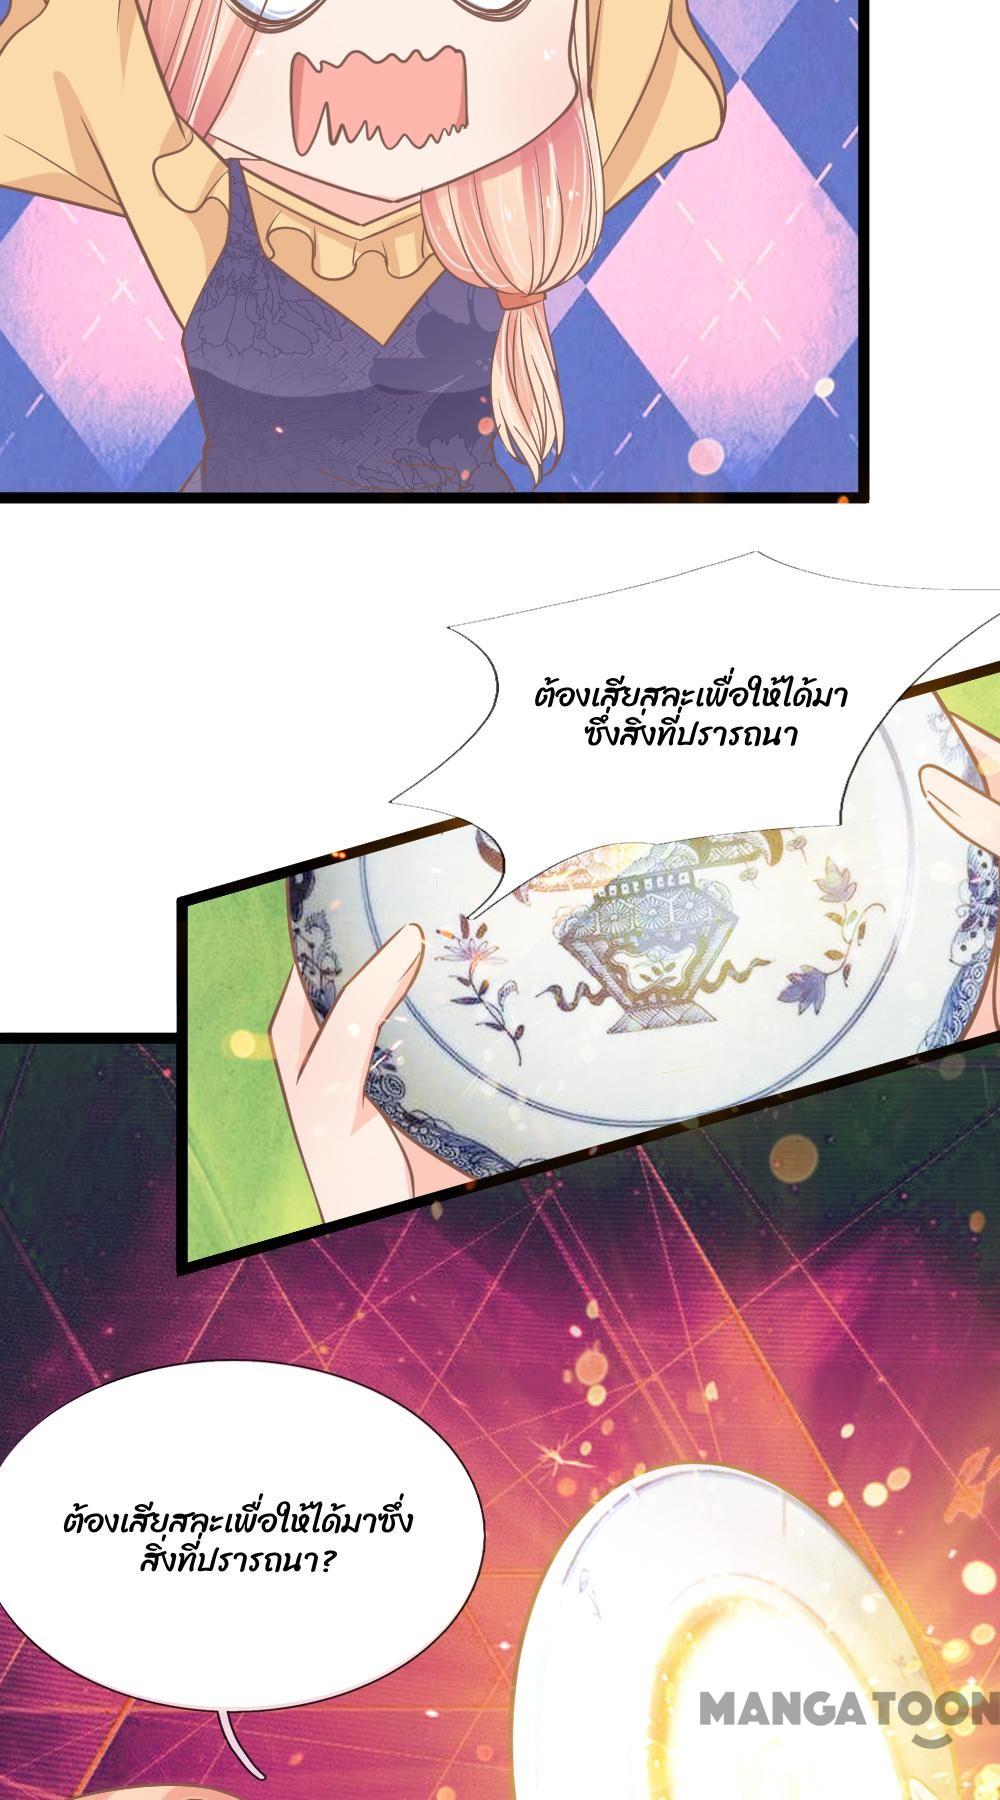 ต้องเสียสละเพื่อให้ได้มา
ซึ่งสิ่งที่ปรารถนา
ต้องเสียสละเพื่อให้ได้มาซึ่ง
สิ่งที่ปรารถนา?
MANGATOON